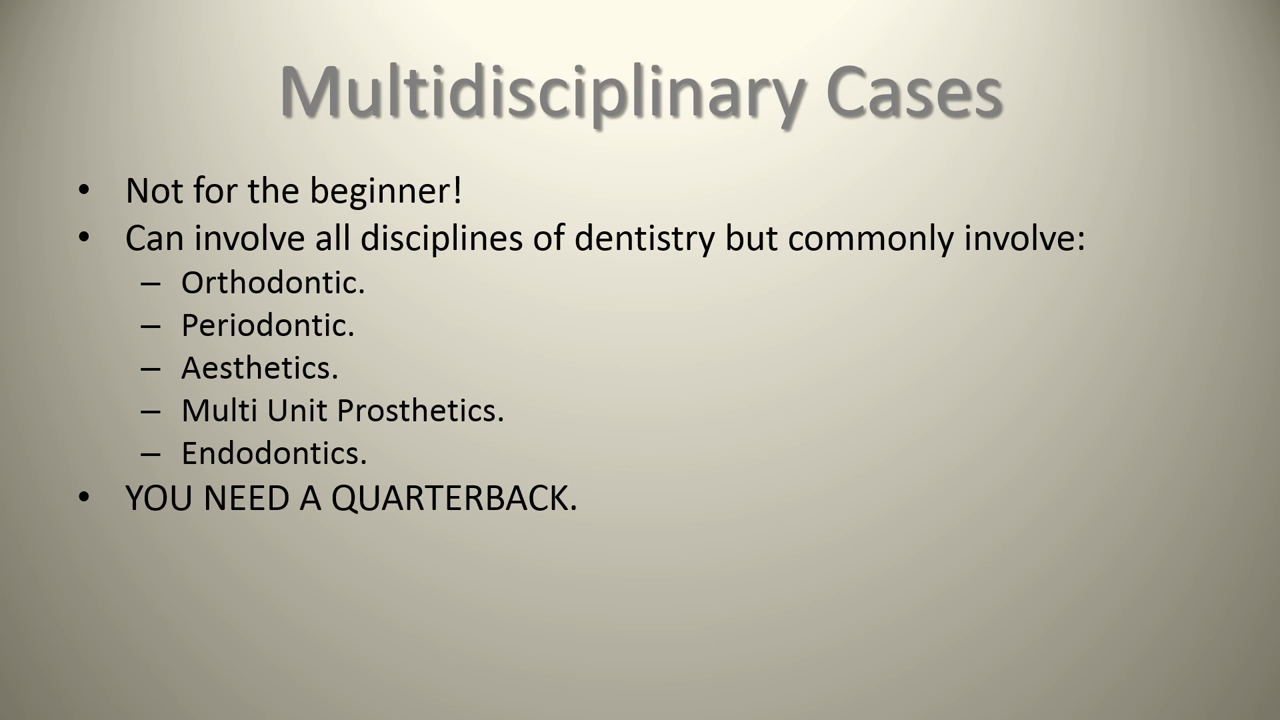 Multidisciplinary Cases
• Not for the beginner!
• Can involve all disciplines of dentistry but commonly involve:
– Orthodontic.
– Periodontic.
– Aesthetics.
– Multi Unit Prosthetics.
– Endodontics.
• YOU NEED A QUARTERBACK.